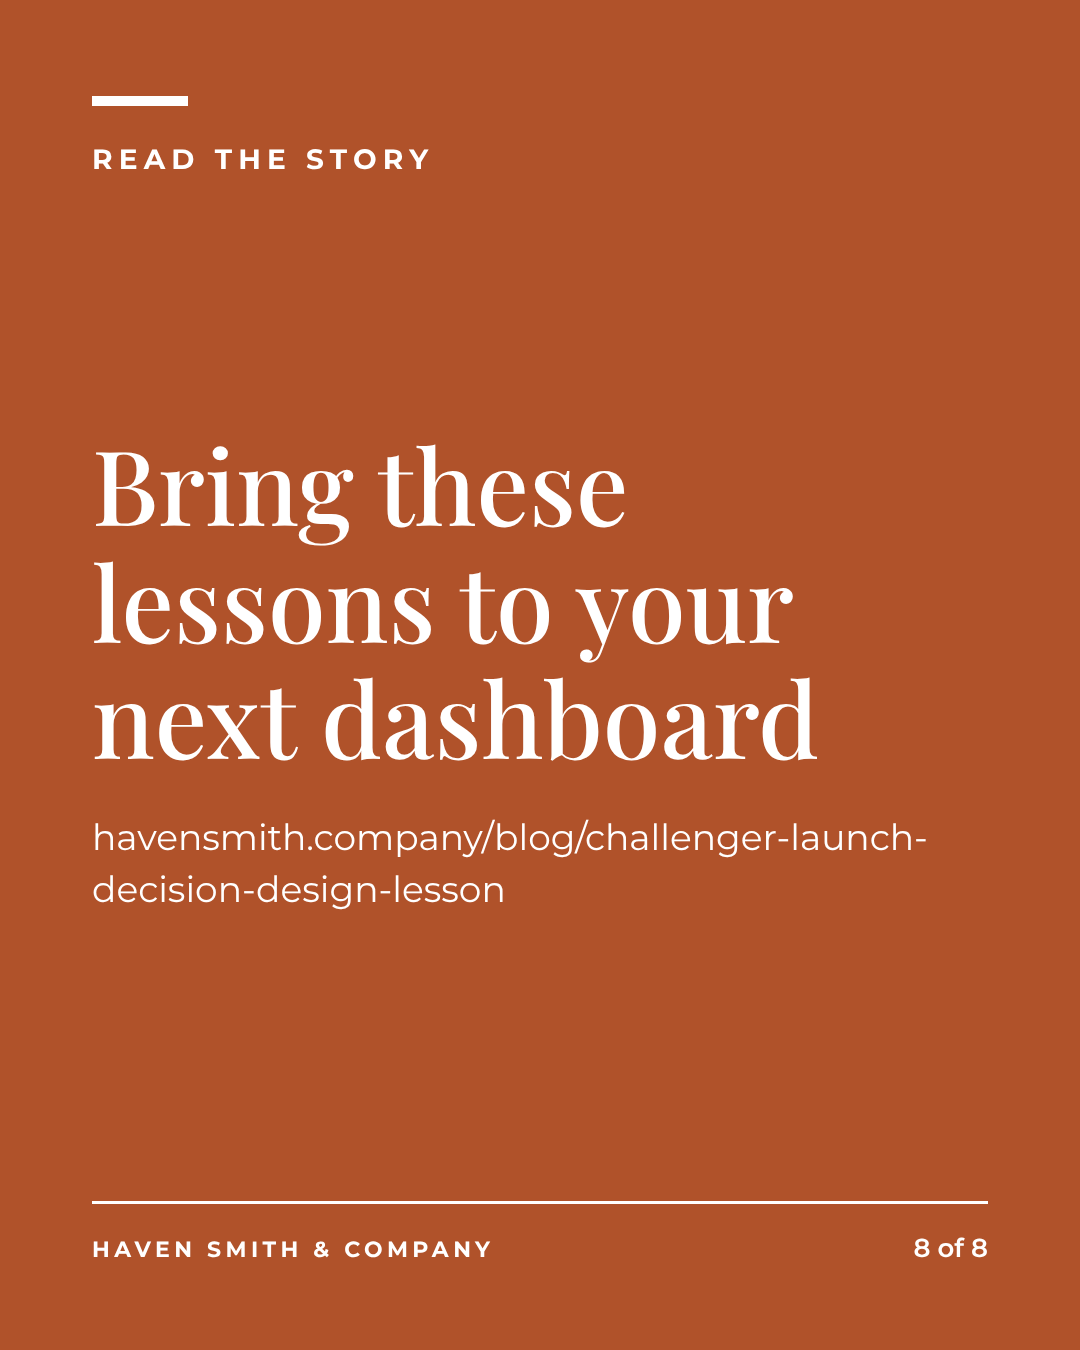 READ THE STORY
Bring these
lessons to your
next dashboard
havensmith.company/blog/challenger-launch-
decision-design-lesson
HAVEN SMITH & COMPANY
8 of 8